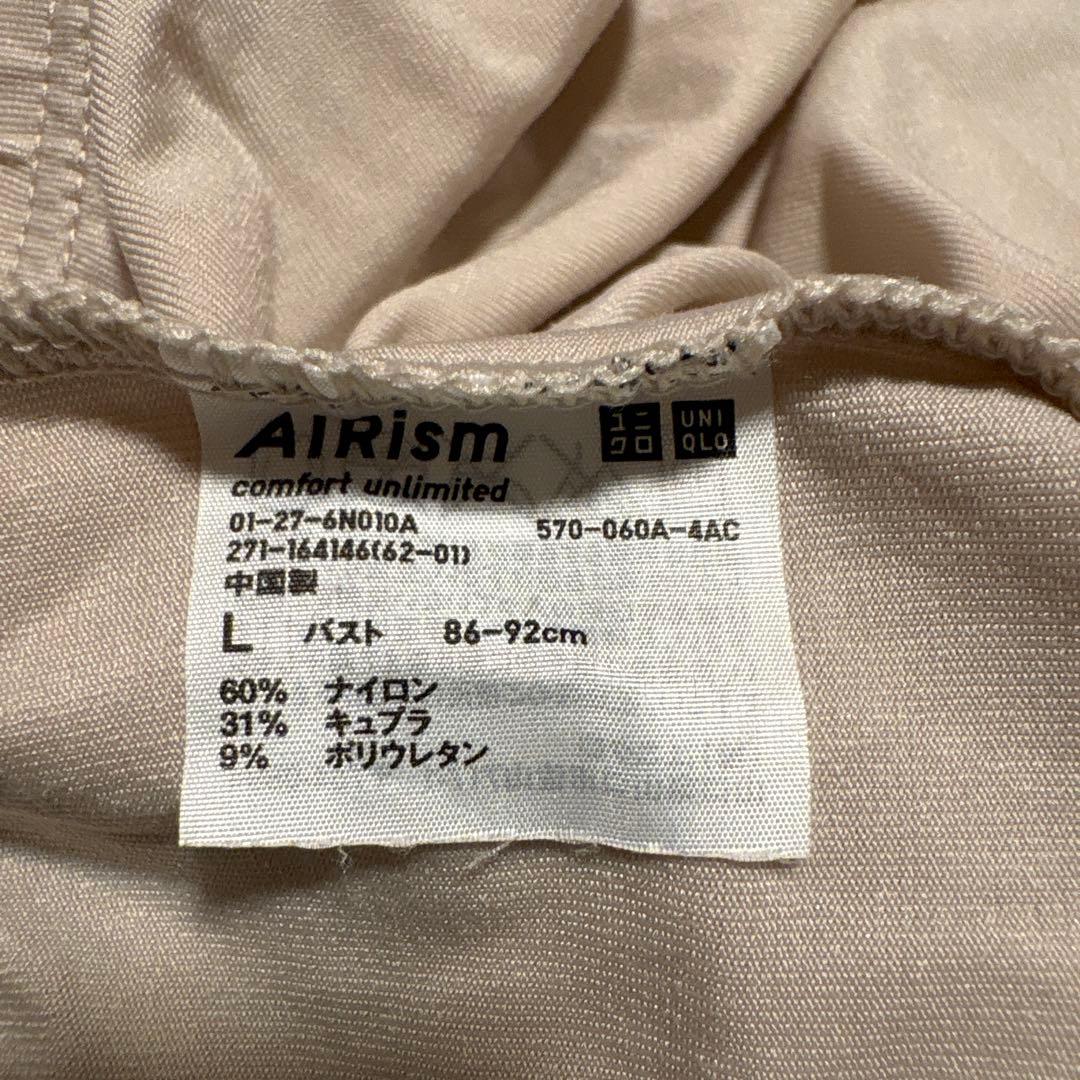 AIRism
ユニクロ
UNIQLO
comfort unlimited
01-27-6N010A 570-060A-4AC
271-164146(62-01)
中国製
L バスト 86-92cm
60% ナイロン
31% キュプラ
9% ポリウレタン